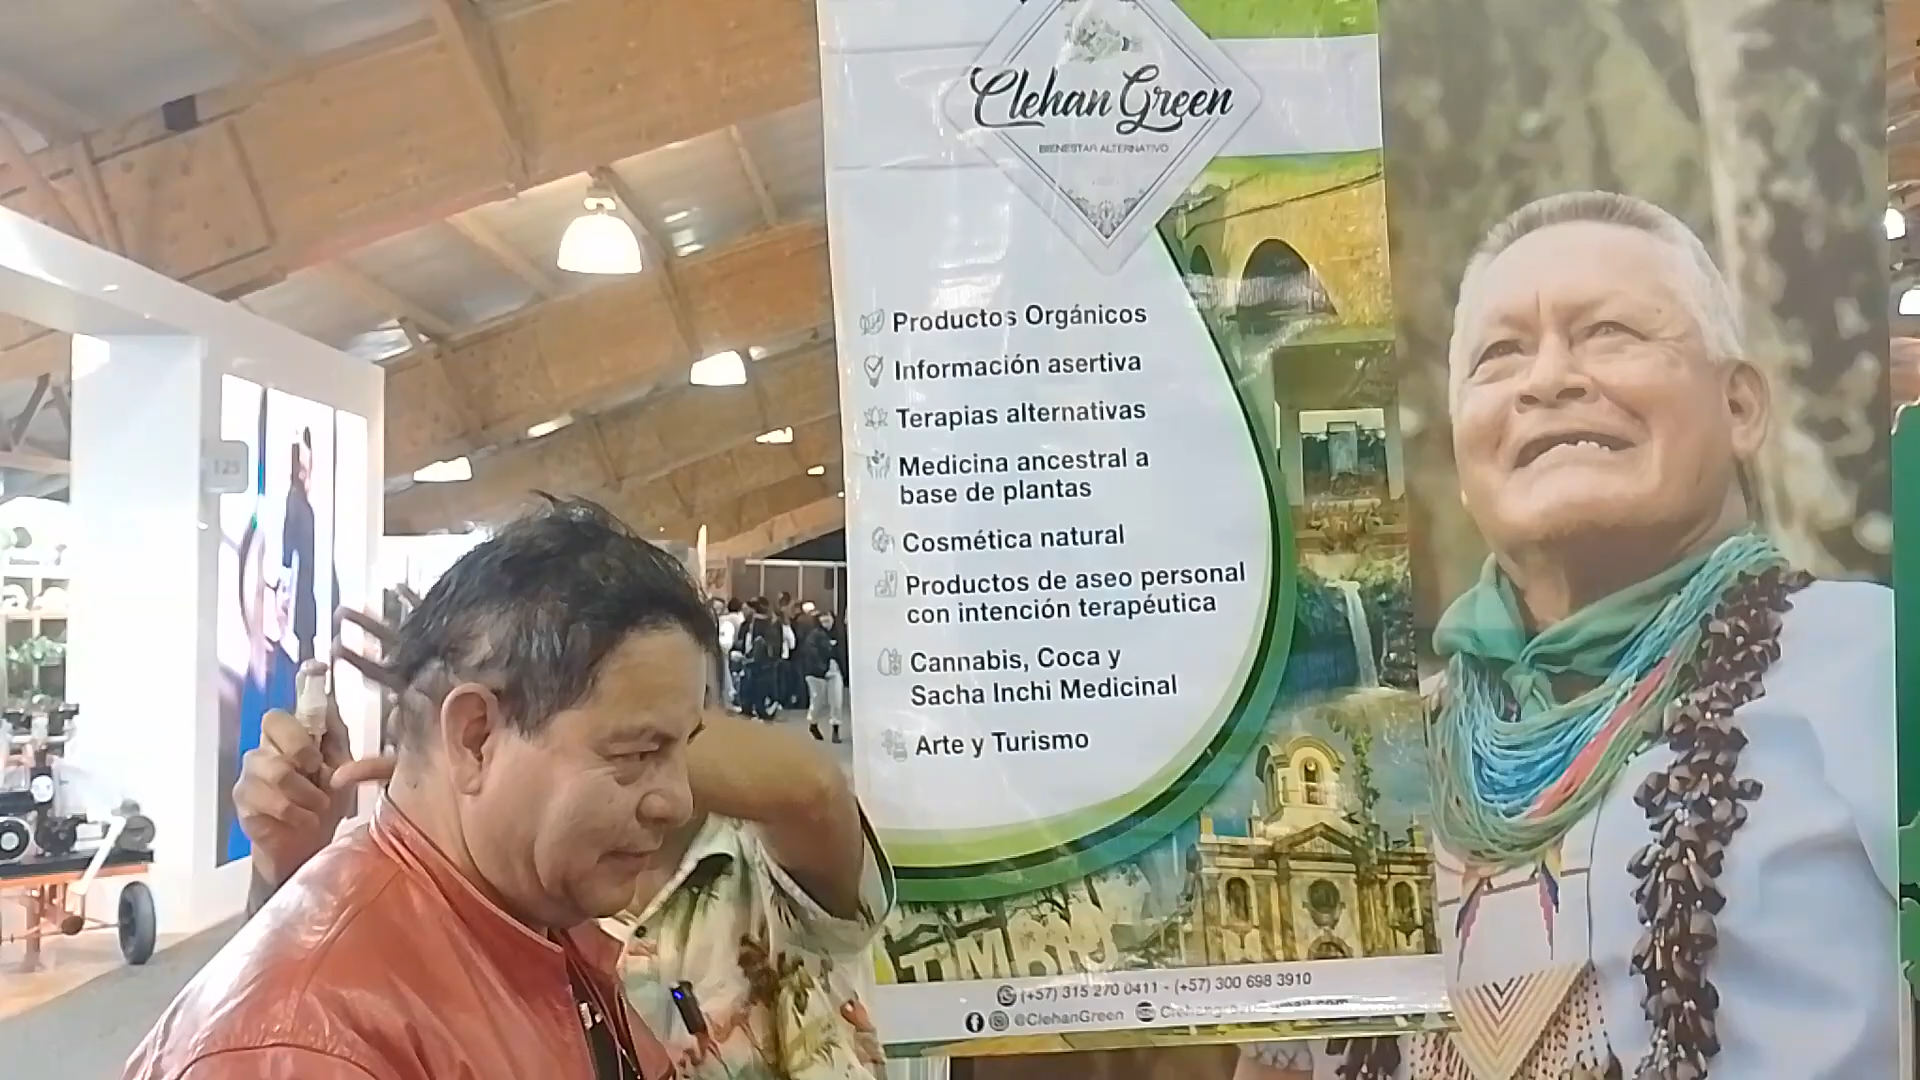 Clehan Green
BIENESTAR ALTERNATIVO
Productos Orgánicos
Información asertiva
Terapias alternativas
Medicina ancestral a
base de plantas
Cosmética natural
Productos de aseo personal
con intención terapéutica
Cannabis, Coca y
Sacha Inchi Medicinal
Arte y Turismo
TIMBIO
(+57) 315 270 0411 - (+57) 300 698 3910
@ClehanGreen
125